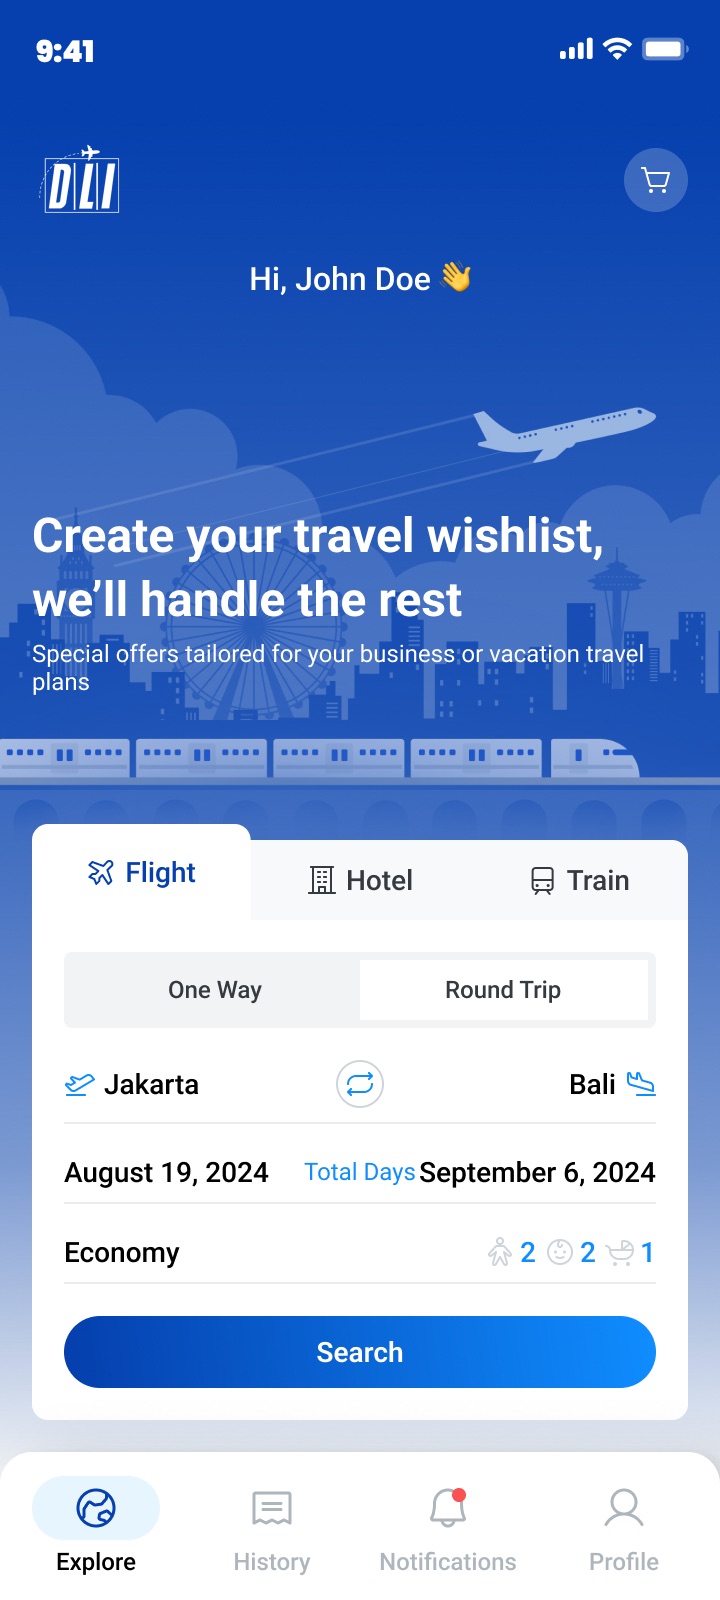 9:41
DLI
Hi, John Doe 👋
Create your travel wishlist,
we’ll handle the rest
Special offers tailored for your business or vacation travel
plans
Flight
Hotel
Train
One Way
Round Trip
Jakarta
Bali
August 19, 2024
Total Days
September 6, 2024
Economy
2
2
1
Search
Explore
History
Notifications
Profile